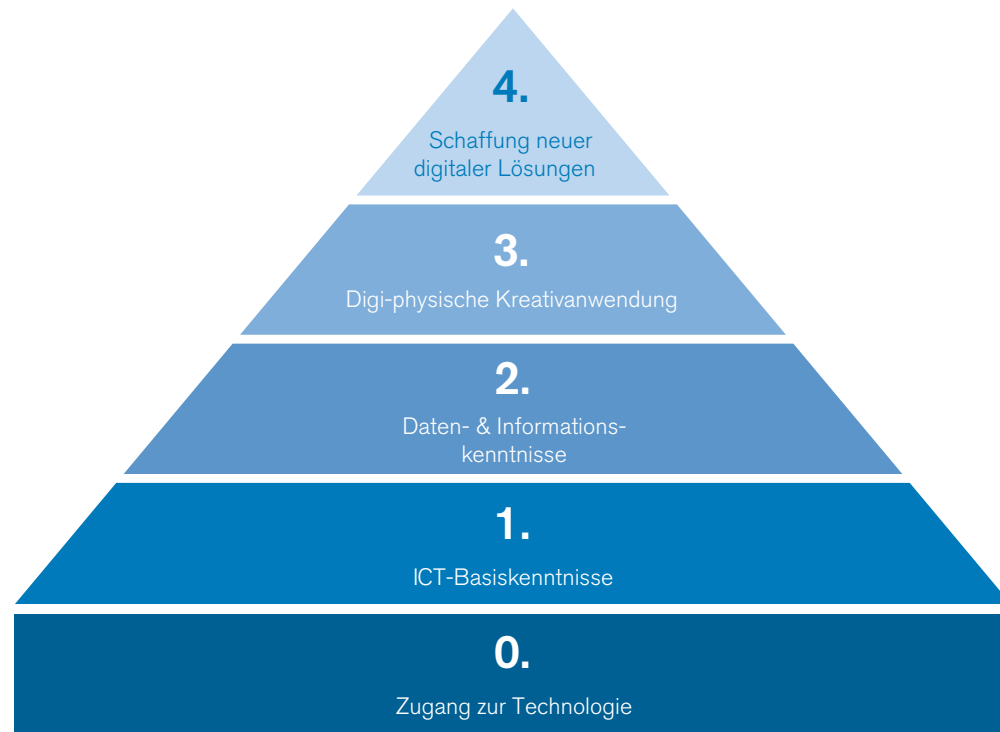 4.
Schaffung neuer
digitaler Lösungen
3.
Digi-physische Kreativanwendung
2.
Daten- & Informations-
kenntnisse
1.
ICT-Basiskenntnisse
0.
Zugang zur Technologie